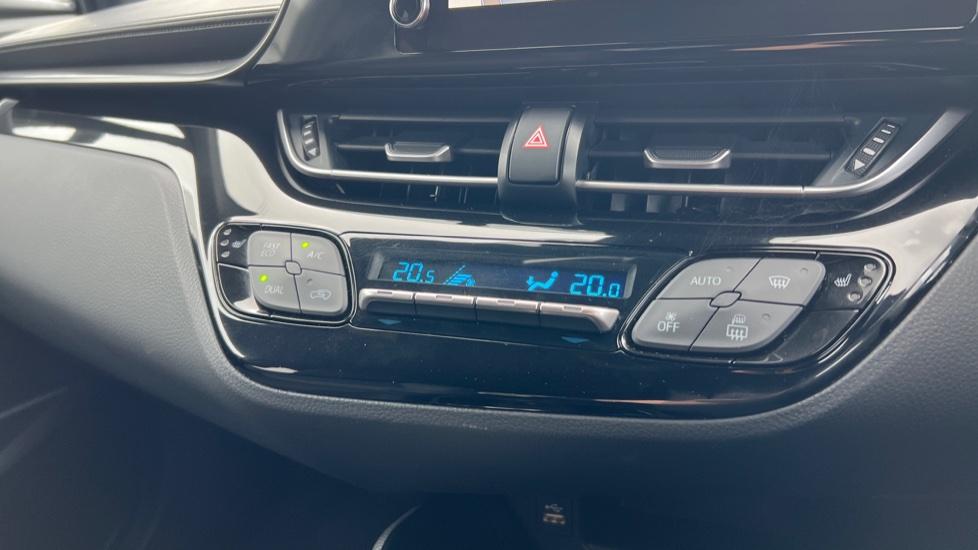 FAST ECO
A/C
DUAL
20.5
20.0
AUTO
OFF